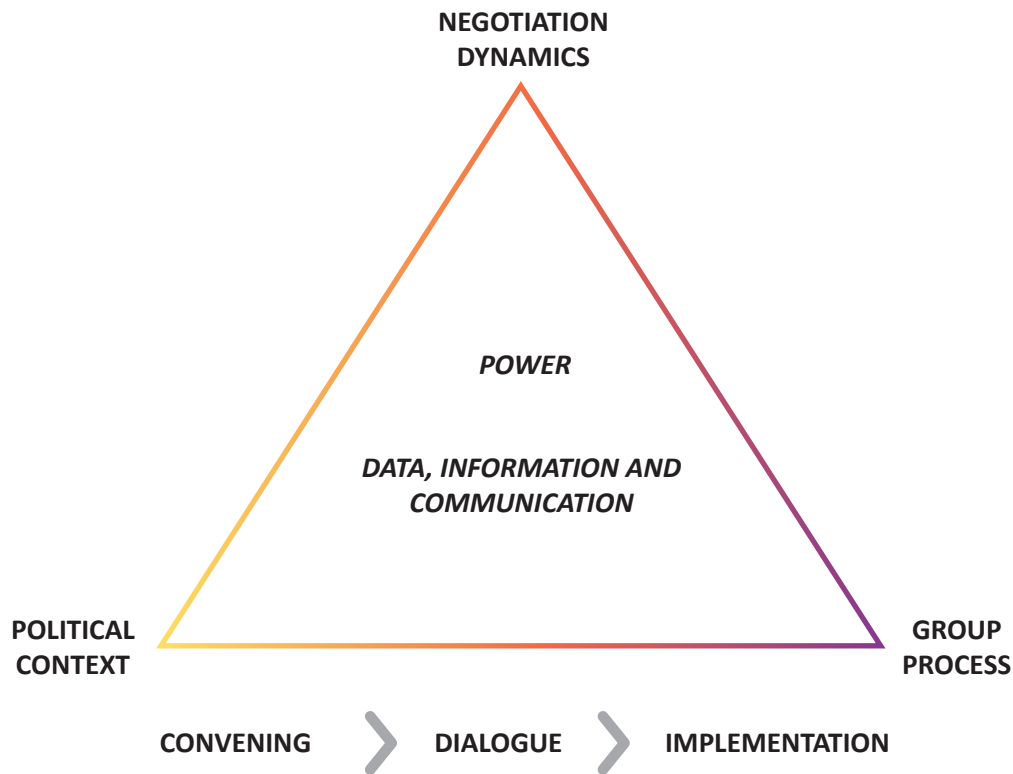 NEGOTIATION
DYNAMICS
POWER
DATA, INFORMATION AND
COMMUNICATION
POLITICAL
CONTEXT
GROUP
PROCESS
CONVENING
DIALOGUE
IMPLEMENTATION